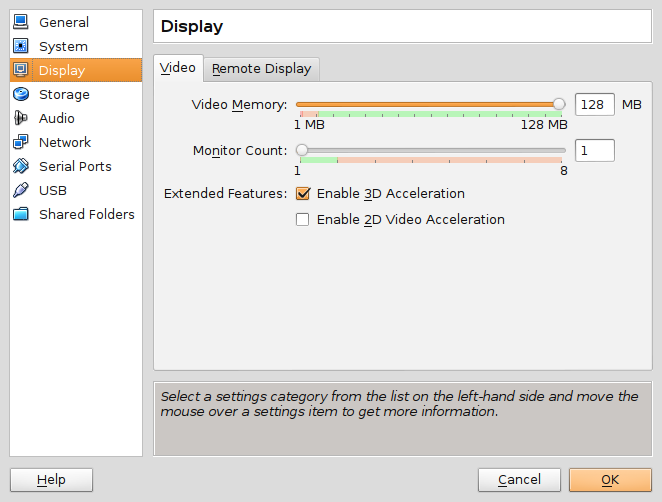 General
System
Display
Storage
Audio
Network
Serial Ports
USB
Shared Folders
Display
Video
Remote Display
Video Memory: 128 MB
1 MB 128 MB
Monitor Count: 1
1 8
Extended Features: Enable 3D Acceleration
Enable 2D Video Acceleration
Select a settings category from the list on the left-hand side and move the
mouse over a settings item to get more information.
Help
Cancel
OK